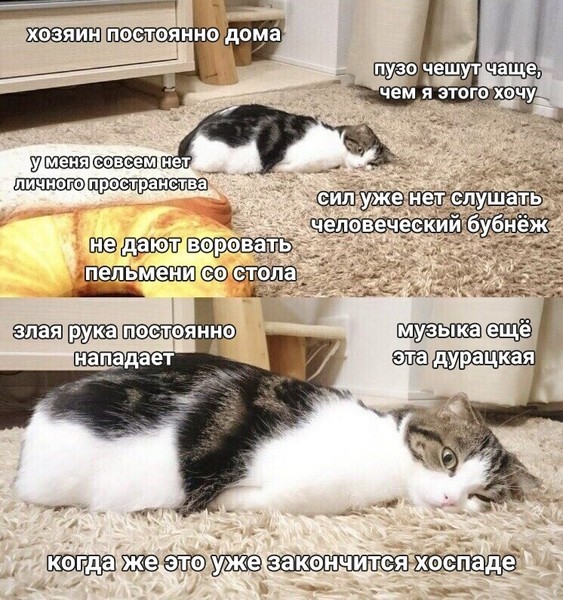 хозяин постоянно дома
пузо чешут чаще,
чем я этого хочу
у меня совсем нет
личного пространства
сил уже нет слушать
человеческий бубнёж
не дают воровать
пельмени со стола
злая рука постоянно
нападает
музыка ещё
эта дурацкая
когда же это уже закончится хоспаде